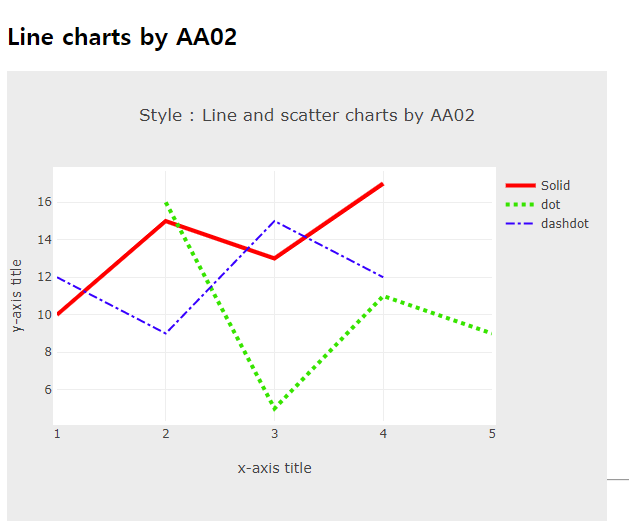 Line charts by AA02
Style : Line and scatter charts by AA02
Solid
dot
dashdot
y-axis title
16
14
12
10
8
6
1 2 3 4 5
x-axis title